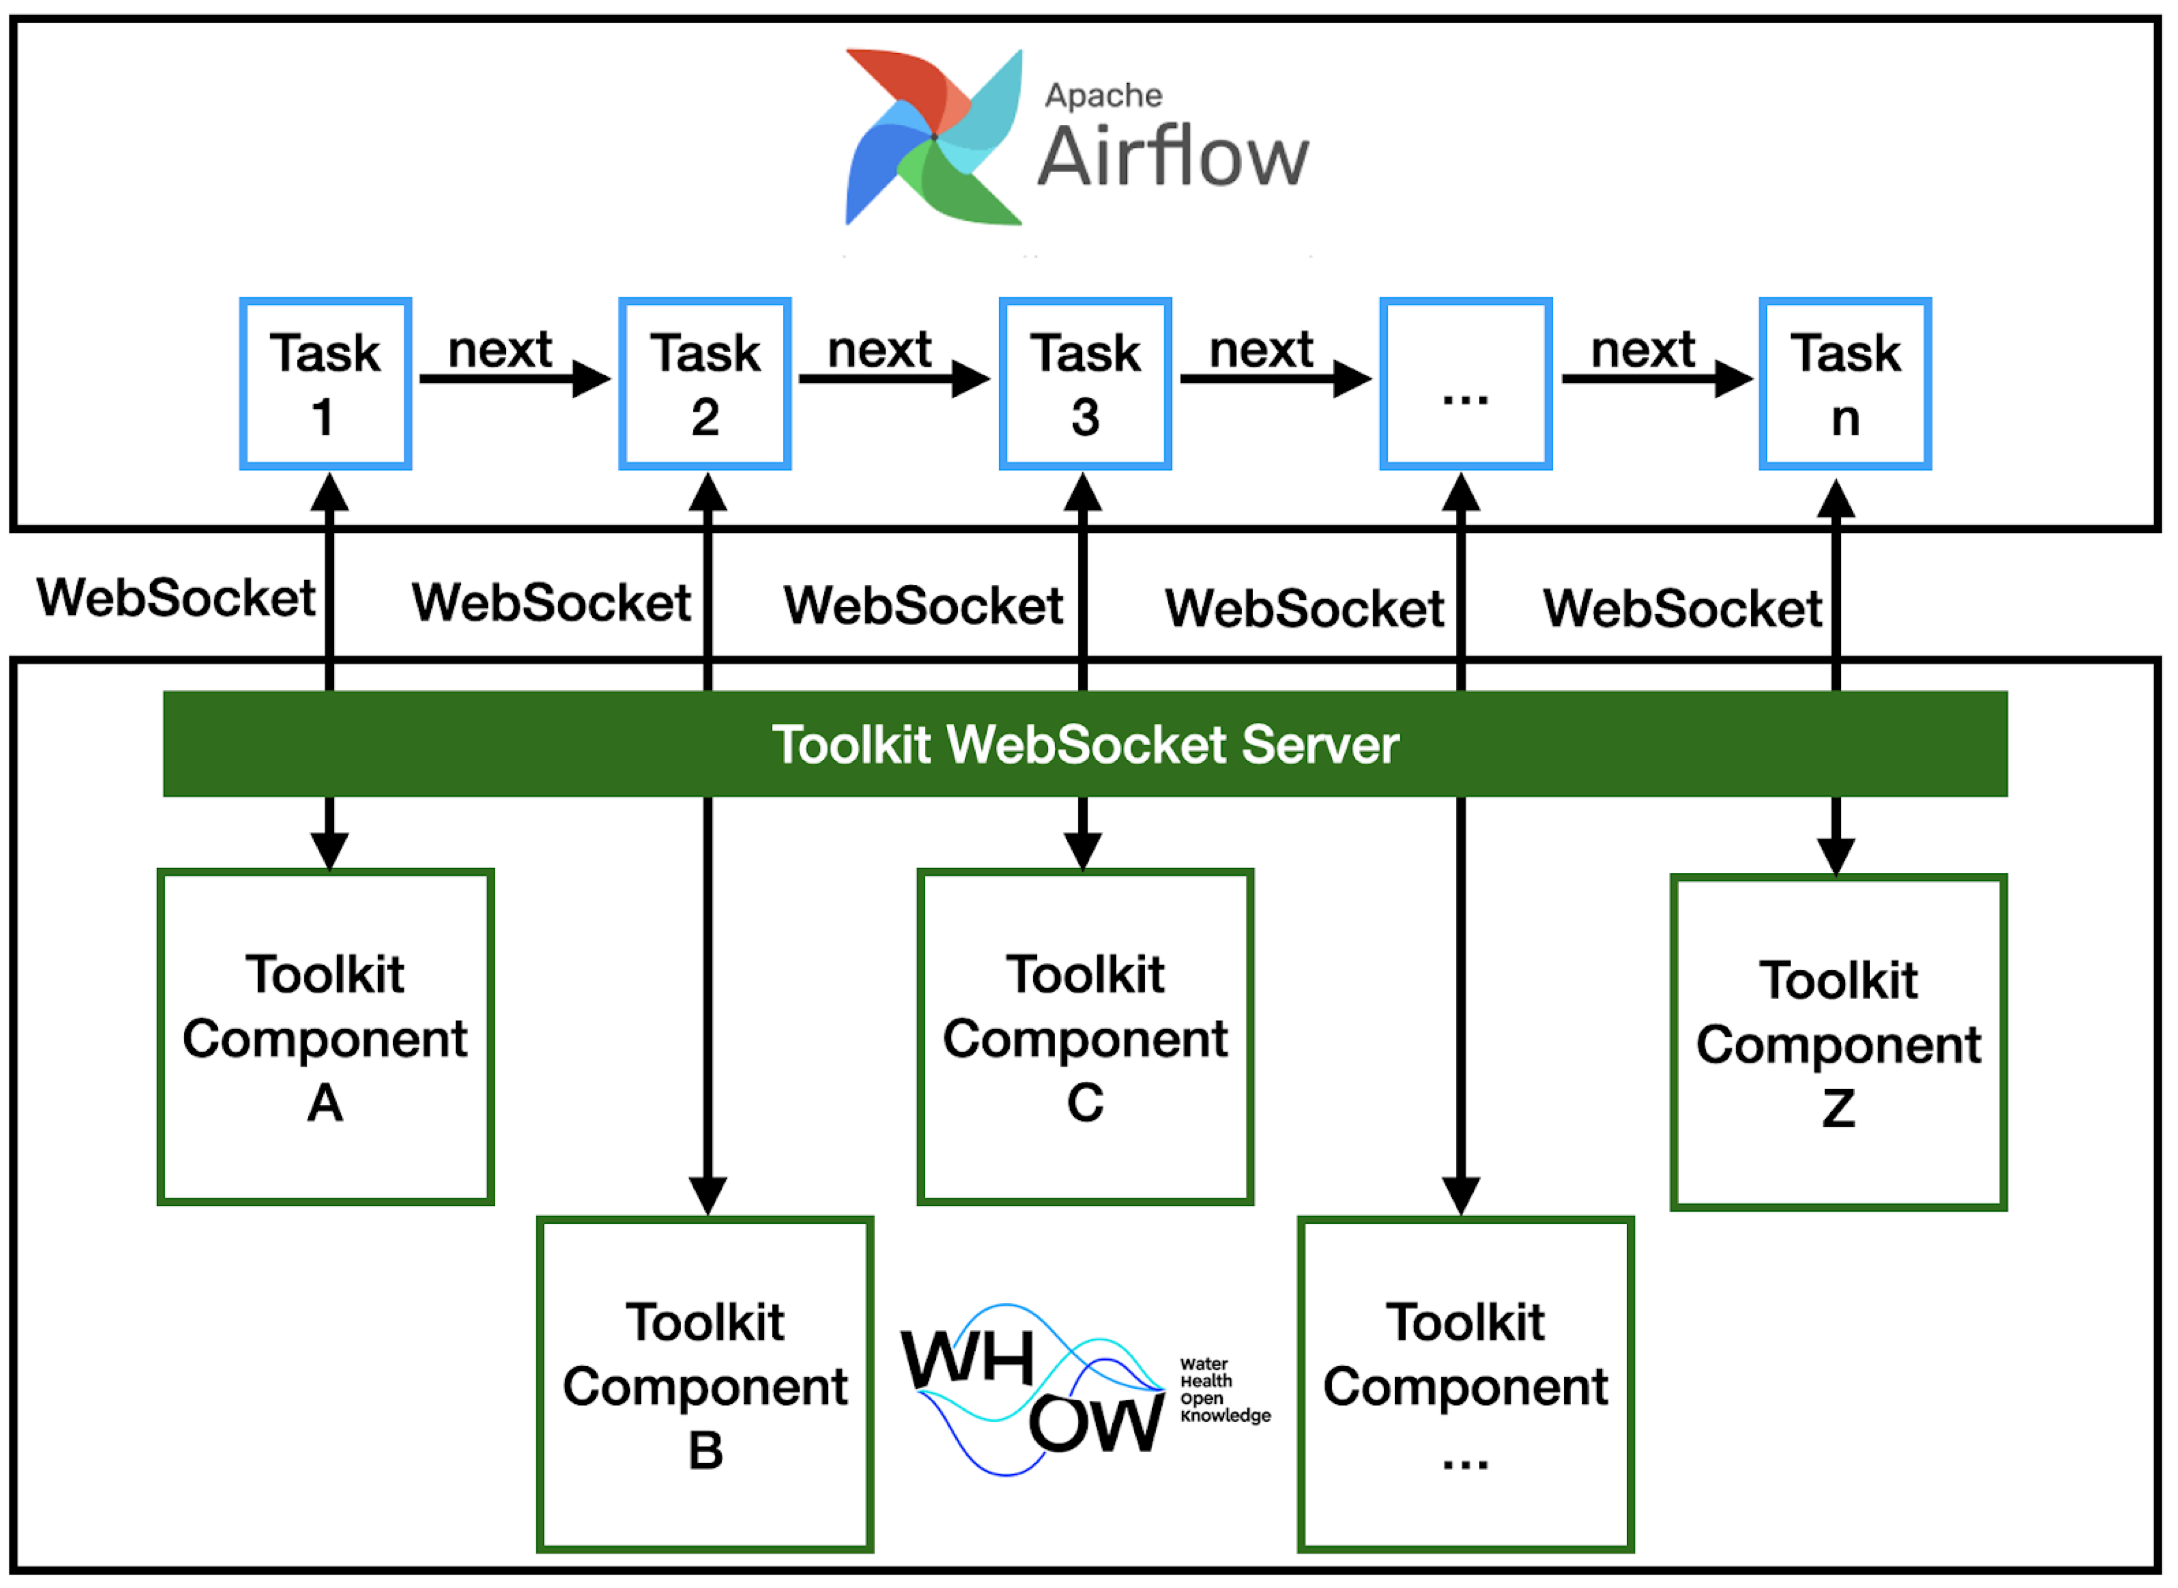 Apache
Airflow
Task
1
next
Task
2
next
Task
3
next
...
next
Task
n
WebSocket
WebSocket
WebSocket
WebSocket
WebSocket
Toolkit WebSocket Server
Toolkit
Component
A
Toolkit
Component
C
Toolkit
Component
Z
Toolkit
Component
B
WH
OW
Water
Health
Open
Knowledge
Toolkit
Component
...